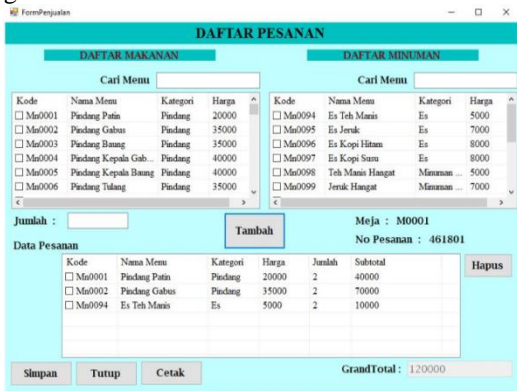 FormPenjualan
DAFTAR PESANAN
DAFTAR MAKANAN
DAFTAR MINUMAN
Cari Menu
Cari Menu
Kode Nama Menu Kategori Harga
Mn0001 Pindang Patin Pindang 20000
Mn0002 Pindang Gabus Pindang 35000
Mn0003 Pindang Baung Pindang 35000
Mn0004 Pindang Kepala Gab... Pindang 40000
Mn0005 Pindang Kepala Baung Pindang 40000
Mn0006 Pindang Tulang Pindang 35000
Kode Nama Menu Kategori Harga
Mn0094 Es Teh Manis Es 5000
Mn0095 Es Jeruk Es 7000
Mn0096 Es Kopi Hitam Es 8000
Mn0097 Es Kopi Susu Es 8000
Mn0098 Teh Manis Hangat Minuman ... 5000
Mn0099 Jeruk Hangat Minuman ... 7000
Jumlah :
Tambah
Meja : M0001
No Pesanan : 461801
Data Pesanan
Kode Nama Menu Kategori Harga Jumlah Subtotal
Mn0001 Pindang Patin Pindang 20000 2 40000
Mn0002 Pindang Gabus Pindang 35000 2 70000
Mn0094 Es Teh Manis Es 5000 2 10000
Hapus
Simpan
Tutup
Cetak
GrandTotal : 120000